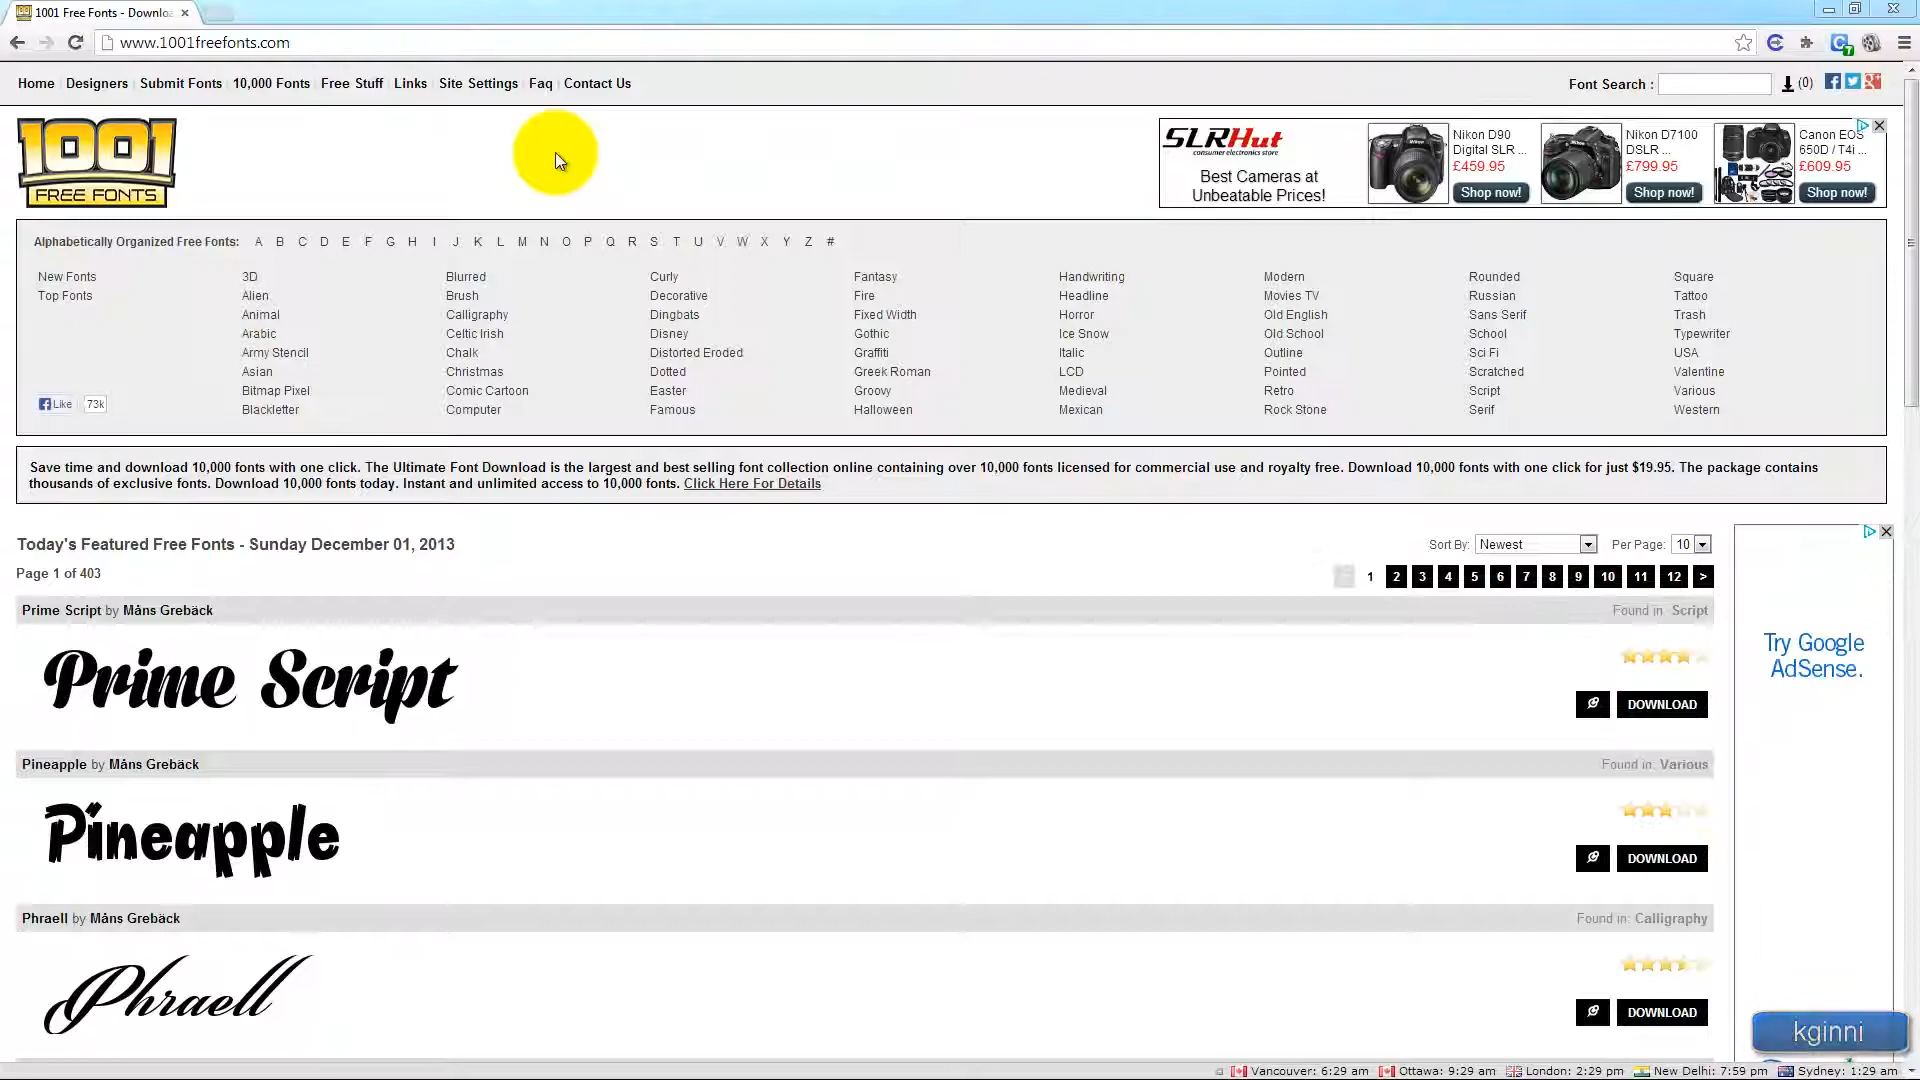 1001 Free Fonts - Downloa
www.1001freefonts.com
Home Designers Submit Fonts 10,000 Fonts Free Stuff Links Site Settings Faq Contact Us
Font Search : (0)
1001
FREE FONTS
SLRHut
consumer electronics store
Best Cameras at
Unbeatable Prices!
Nikon D90
Digital SLR ...
£459.95
Shop now!
Nikon D7100
DSLR ...
£799.95
Shop now!
Canon EOS
650D / T4i ...
£609.95
Shop now!
Alphabetically Organized Free Fonts: A B C D E F G H I J K L M N O P Q R S T U V W X Y Z #
New Fonts 3D Blurred Curly Fantasy Handwriting Modern Rounded Square
Top Fonts Alien Brush Decorative Fire Headline Movies TV Russian Tattoo
Animal Calligraphy Dingbats Fixed Width Horror Old English Sans Serif Trash
Arabic Celtic Irish Disney Gothic Ice Snow Old School School Typewriter
Army Stencil Chalk Distorted Eroded Graffiti Italic Outline Sci Fi USA
Asian Christmas Dotted Greek Roman LCD Pointed Scratched Valentine
Bitmap Pixel Comic Cartoon Easter Groovy Medieval Retro Script Various
Blackletter Computer Famous Halloween Mexican Rock Stone Serif Western
Like 73k
Save time and download 10,000 fonts with one click. The Ultimate Font Download is the largest and best selling font collection online containing over 10,000 fonts licensed for commercial use and royalty free. Download 10,000 fonts with one click for just $19.95. The package contains
thousands of exclusive fonts. Download 10,000 fonts today. Instant and unlimited access to 10,000 fonts. Click Here For Details
Today's Featured Free Fonts - Sunday December 01, 2013
Sort By: Newest Per Page: 10
Page 1 of 403
1 2 3 4 5 6 7 8 9 10 11 12 >
Prime Script by Måns Grebäck
Found in: Script
Prime Script
DOWNLOAD
Pineapple by Måns Grebäck
Found in: Various
Pineapple
DOWNLOAD
Phraell by Måns Grebäck
Found in: Calligraphy
Phraell
DOWNLOAD
Try Google
AdSense.
kginni
Vancouver: 6:29 am Ottawa: 9:29 am London: 2:29 pm New Delhi: 7:59 pm Sydney: 1:29 am